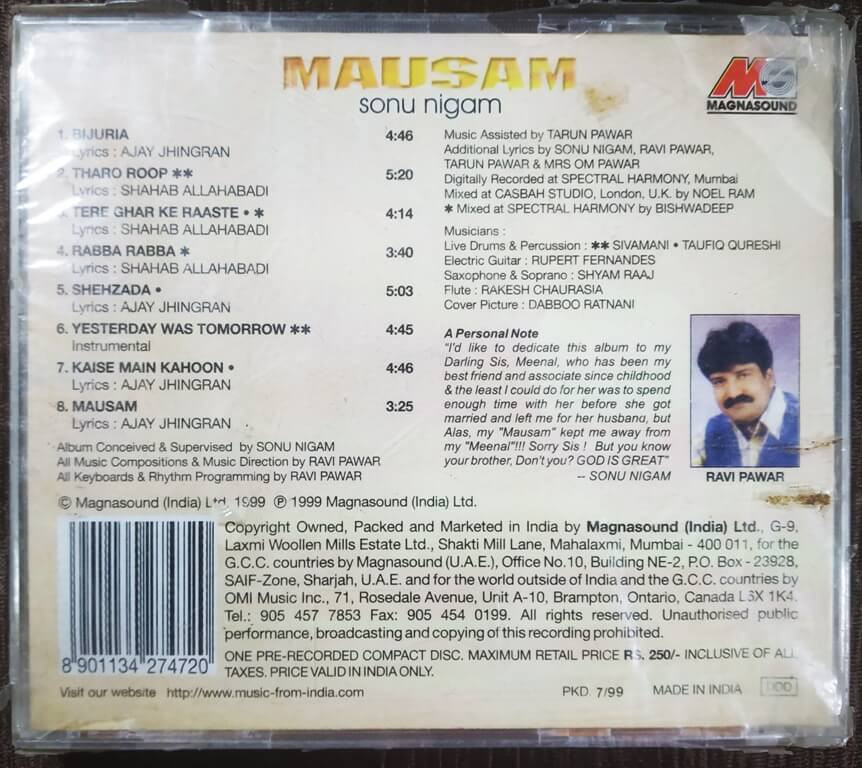 MAUSAM
sonu nigam
MAGNASOUND
1. BIJURIA 4:46
Lyrics : AJAY JHINGRAN
2. THARO ROOP ** 5:20
Lyrics : SHAHAB ALLAHABADI
3. TERE GHAR KE RAASTE • * 4:14
Lyrics : SHAHAB ALLAHABADI
4. RABBA RABBA * 3:40
Lyrics : SHAHAB ALLAHABADI
5. SHEHZADA • 5:03
Lyrics : AJAY JHINGRAN
6. YESTERDAY WAS TOMORROW ** 4:45
Instrumental
7. KAISE MAIN KAHOON • 4:46
Lyrics : AJAY JHINGRAN
8. MAUSAM 3:25
Lyrics : AJAY JHINGRAN
Album Conceived & Supervised by SONU NIGAM
All Music Compositions & Music Direction by RAVI PAWAR
All Keyboards & Rhythm Programming by RAVI PAWAR
Music Assisted by TARUN PAWAR
Additional Lyrics by SONU NIGAM, RAVI PAWAR,
TARUN PAWAR & MRS OM PAWAR
Digitally Recorded at SPECTRAL HARMONY, Mumbai
Mixed at CASBAH STUDIO, London, U.K. by NOEL RAM
* Mixed at SPECTRAL HARMONY by BISHWADEEP
Musicians :
Live Drums & Percussion : ** SIVAMANI • TAUFIQ QURESHI
Electric Guitar : RUPERT FERNANDES
Saxophone & Soprano : SHYAM RAAJ
Flute : RAKESH CHAURASIA
Cover Picture : DABBOO RATNANI
A Personal Note
"I'd like to dedicate this album to my
Darling Sis, Meenal, who has been my
best friend and associate since childhood
& the least I could do for her was to spend
enough time with her before she got
married and left me for her husband, but
Alas, my "Mausam" kept me away from
my "Meenal"!!! Sorry Sis ! But you know
your brother, Don't you? GOD IS GREAT"
-- SONU NIGAM
RAVI PAWAR
© Magnasound (India) Ltd. 1999 ℗ 1999 Magnasound (India) Ltd.
Copyright Owned, Packed and Marketed in India by Magnasound (India) Ltd., G-9,
Laxmi Woollen Mills Estate Ltd., Shakti Mill Lane, Mahalaxmi, Mumbai - 400 011, for the
G.C.C. countries by Magnasound (U.A.E.), Office No.10, Building NE-2, P.O. Box - 23928,
SAIF-Zone, Sharjah, U.A.E. and for the world outside of India and the G.C.C. countries by
OMI Music Inc., 71, Rosedale Avenue, Unit A-10, Brampton, Ontario, Canada L6X 1K4.
Tel.: 905 457 7853 Fax: 905 454 0199. All rights reserved. Unauthorised public
performance, broadcasting and copying of this recording prohibited.
8 901134 274720
ONE PRE-RECORDED COMPACT DISC. MAXIMUM RETAIL PRICE RS. 250/- INCLUSIVE OF ALL
TAXES. PRICE VALID IN INDIA ONLY.
Visit our website http://www.music-from-india.com PKD. 7/99 MADE IN INDIA DDD